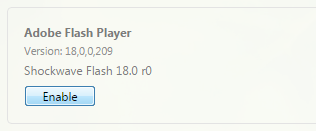 Adobe Flash Player
Version: 18,0,0,209
Shockwave Flash 18.0 r0
Enable